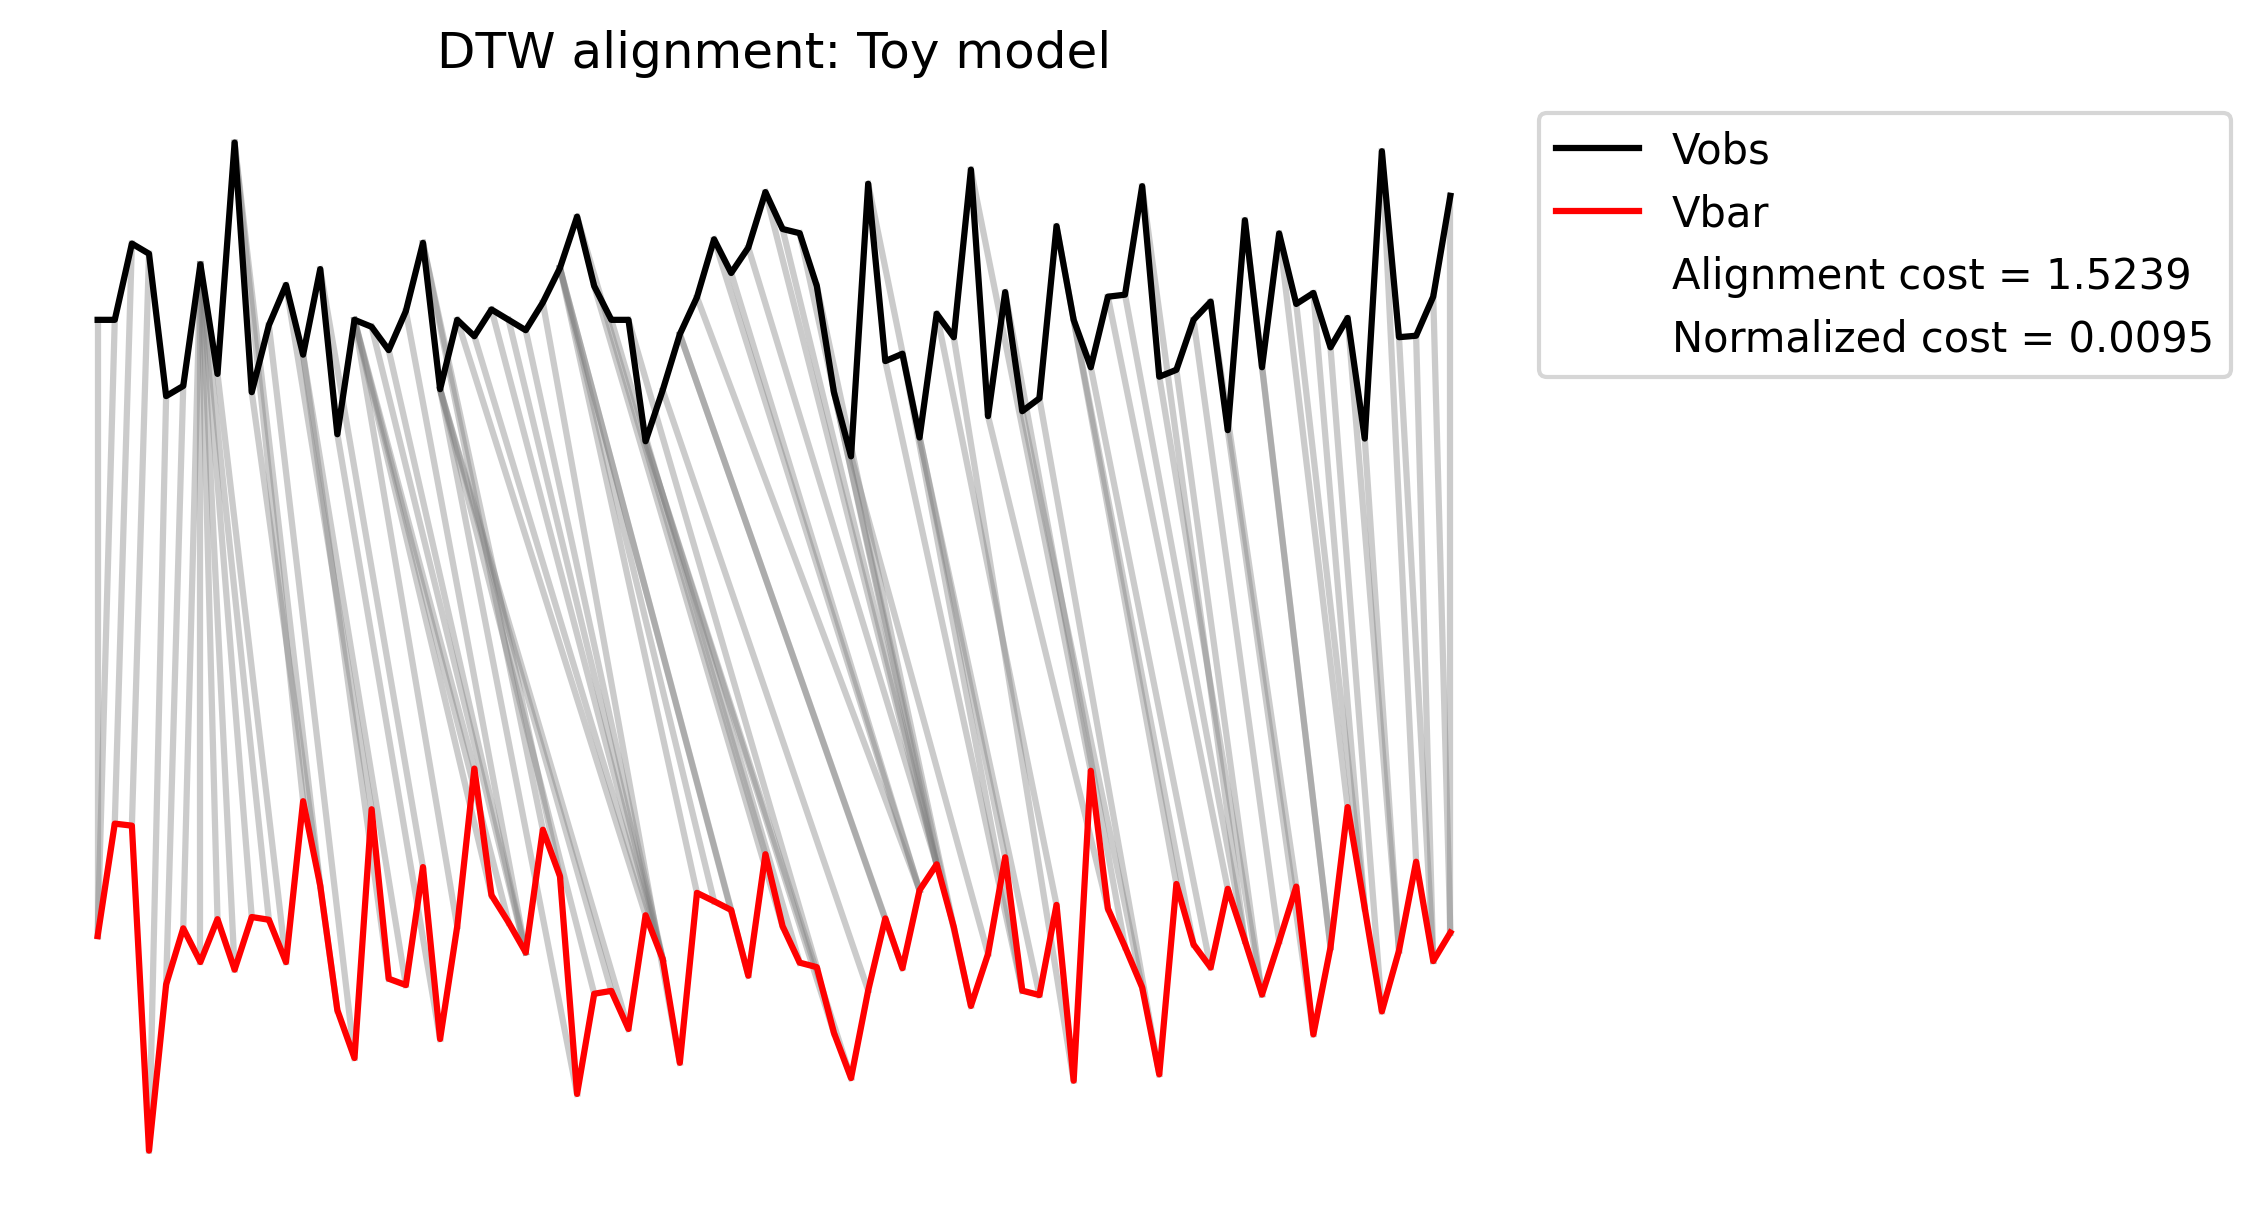 DTW alignment: Toy model
Vobs
Vbar
Alignment cost = 1.5239
Normalized cost = 0.0095